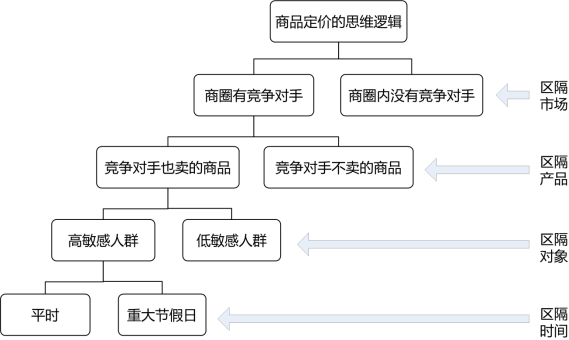 商品定价的思维逻辑
商圈有竞争对手
商圈内没有竞争对手
区隔
市场
竞争对手也卖的商品
竞争对手不卖的商品
区隔
产品
高敏感人群
低敏感人群
区隔
对象
平时
重大节假日
区隔
时间